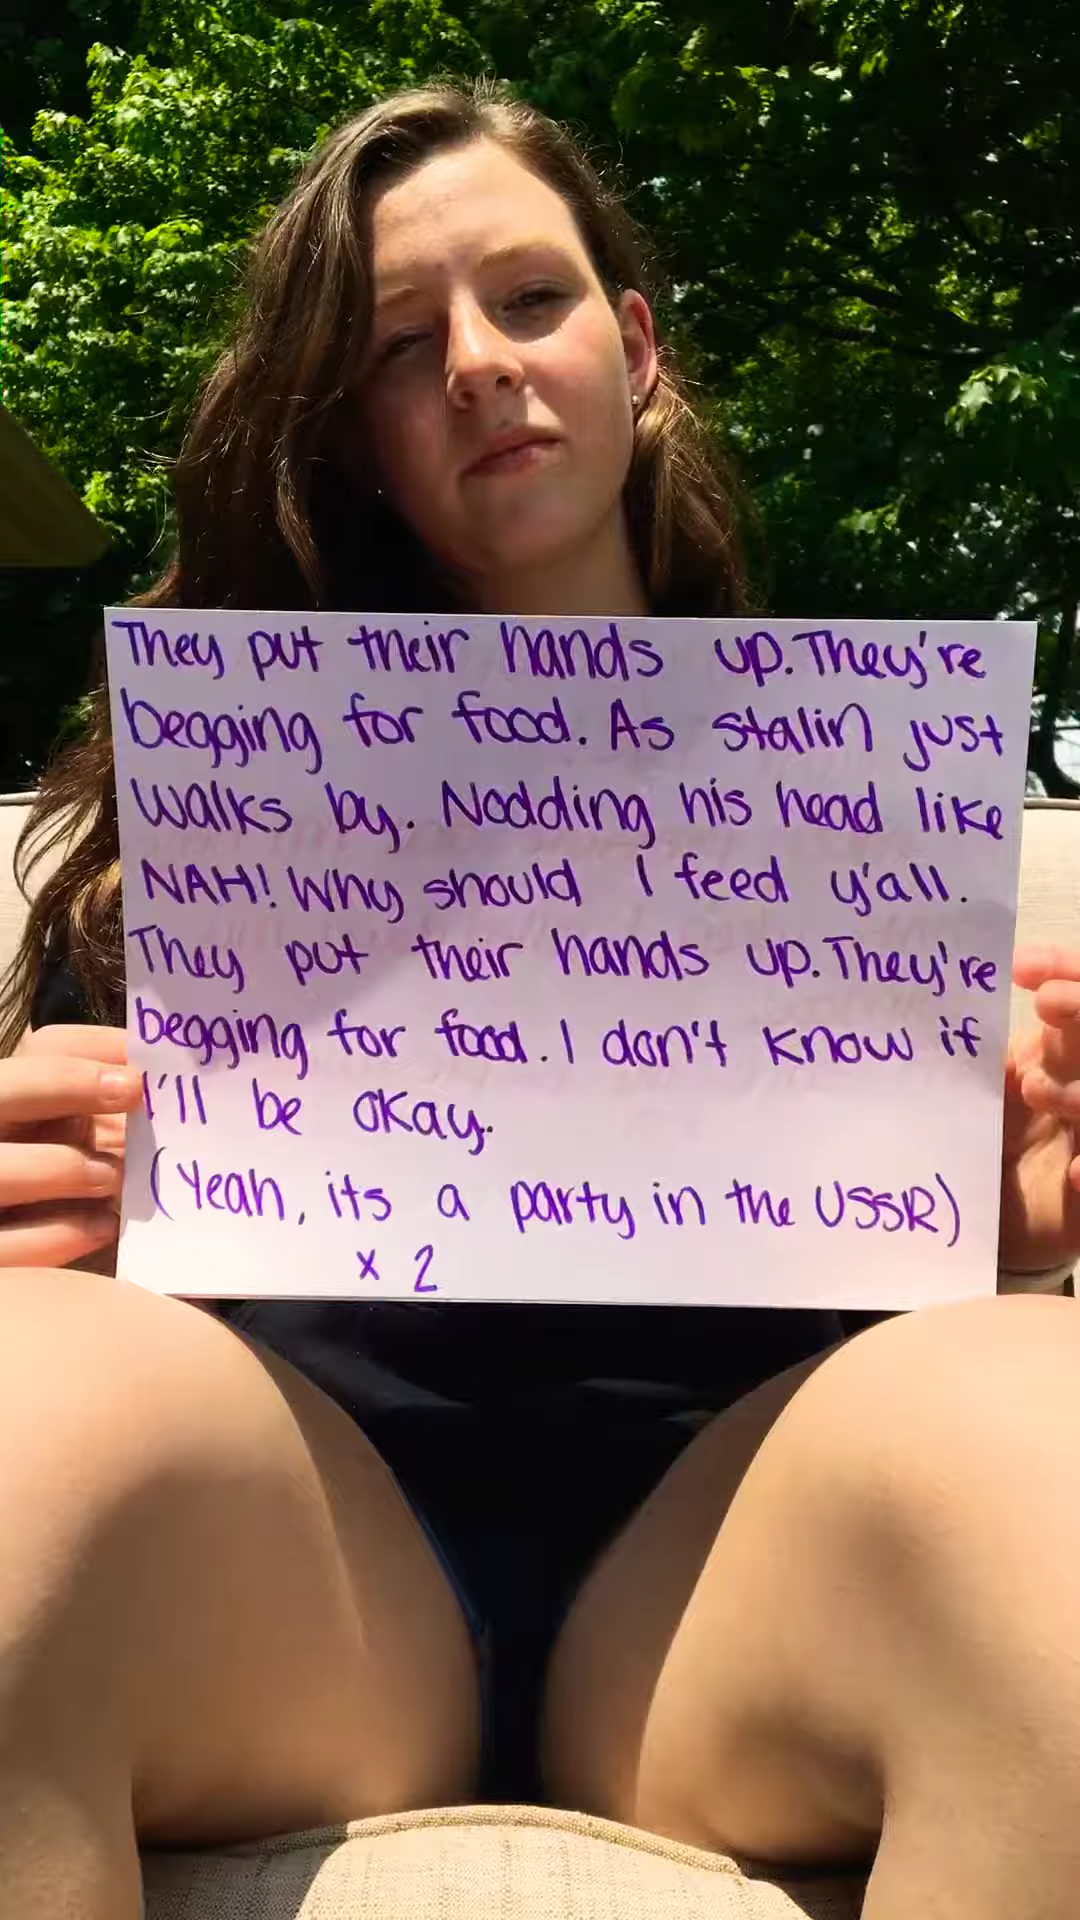 They put their hands up. They're
begging for food. As stalin just
walks by. Nodding his head like
NAH! Why should I feed y'all.
They put their hands up. They're
begging for food. I don't know if
I'll be okay.
(Yeah, its a party in the USSR)
x 2